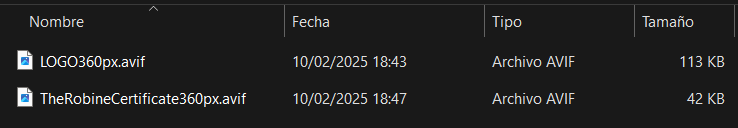 Nombre Fecha Tipo Tamaño
LOGO360px.avif 10/02/2025 18:43 Archivo AVIF 113 KB
TheRobineCertificate360px.avif 10/02/2025 18:47 Archivo AVIF 42 KB